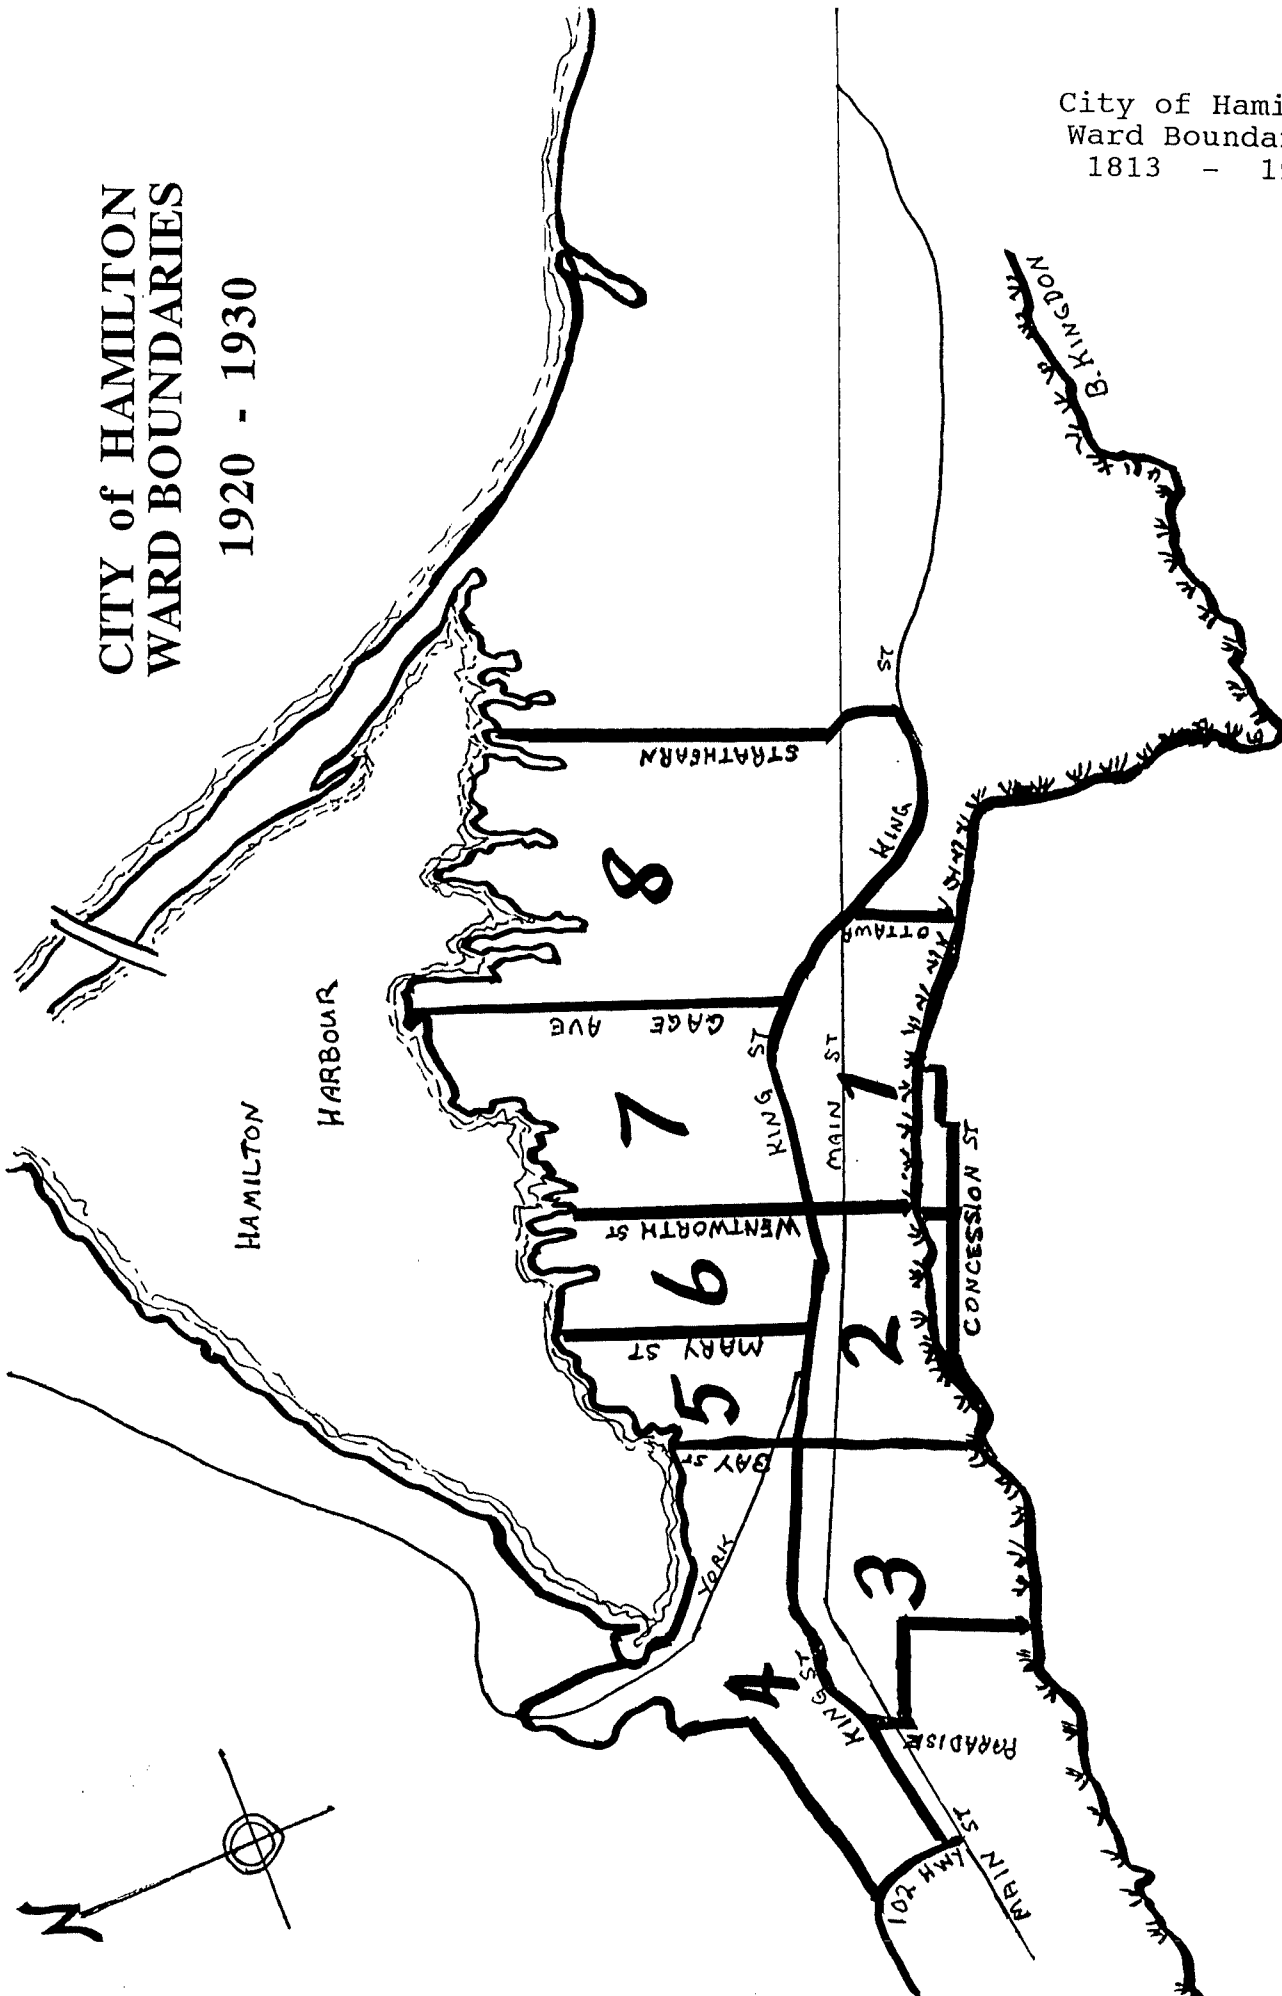 City of Hami
Ward Boundar
1813 - 19
CITY of HAMILTON
WARD BOUNDARIES
1920 - 1930
B. KINGDON
HAMILTON
HARBOUR
STRATHEARN
ST
KING
8
OTTAWA
GAGE AVE
KING ST
MAIN ST
7
1
WENTWORTH ST
CONCESSION ST
6
MARY ST
2
5
BAY ST
YORK
3
4
KING ST
PARADISE
102 HWY
MAIN ST
N